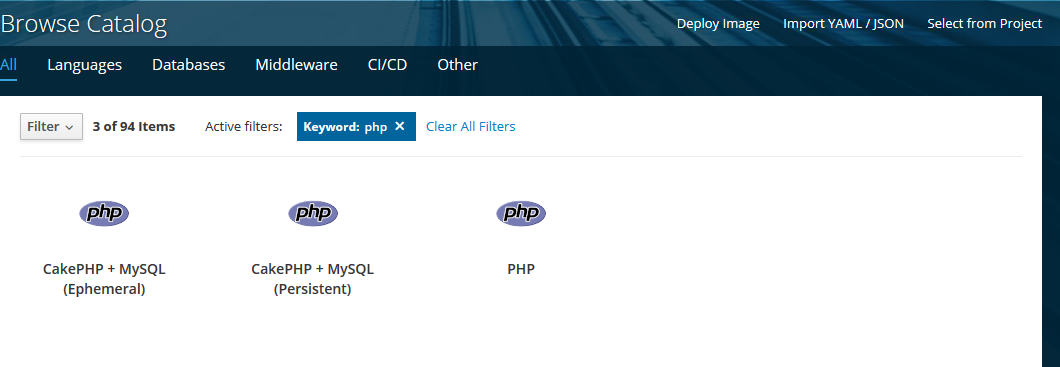 Browse Catalog
Deploy Image Import YAML / JSON Select from Project
All Languages Databases Middleware CI/CD Other
Filter 3 of 94 Items Active filters: Keyword: php × Clear All Filters
php php php
CakePHP + MySQL CakePHP + MySQL PHP
(Ephemeral) (Persistent)